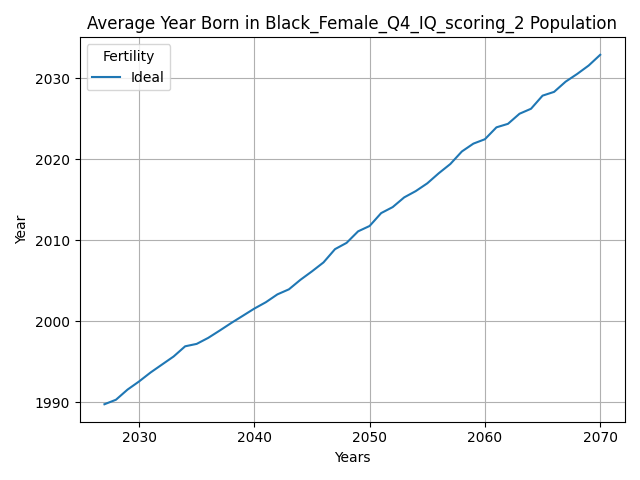 Average Year Born in Black_Female_Q4_IQ_scoring_2 Population
Fertility
Ideal
Year
2030
2020
2010
2000
1990
2030 2040 2050 2060 2070
Years